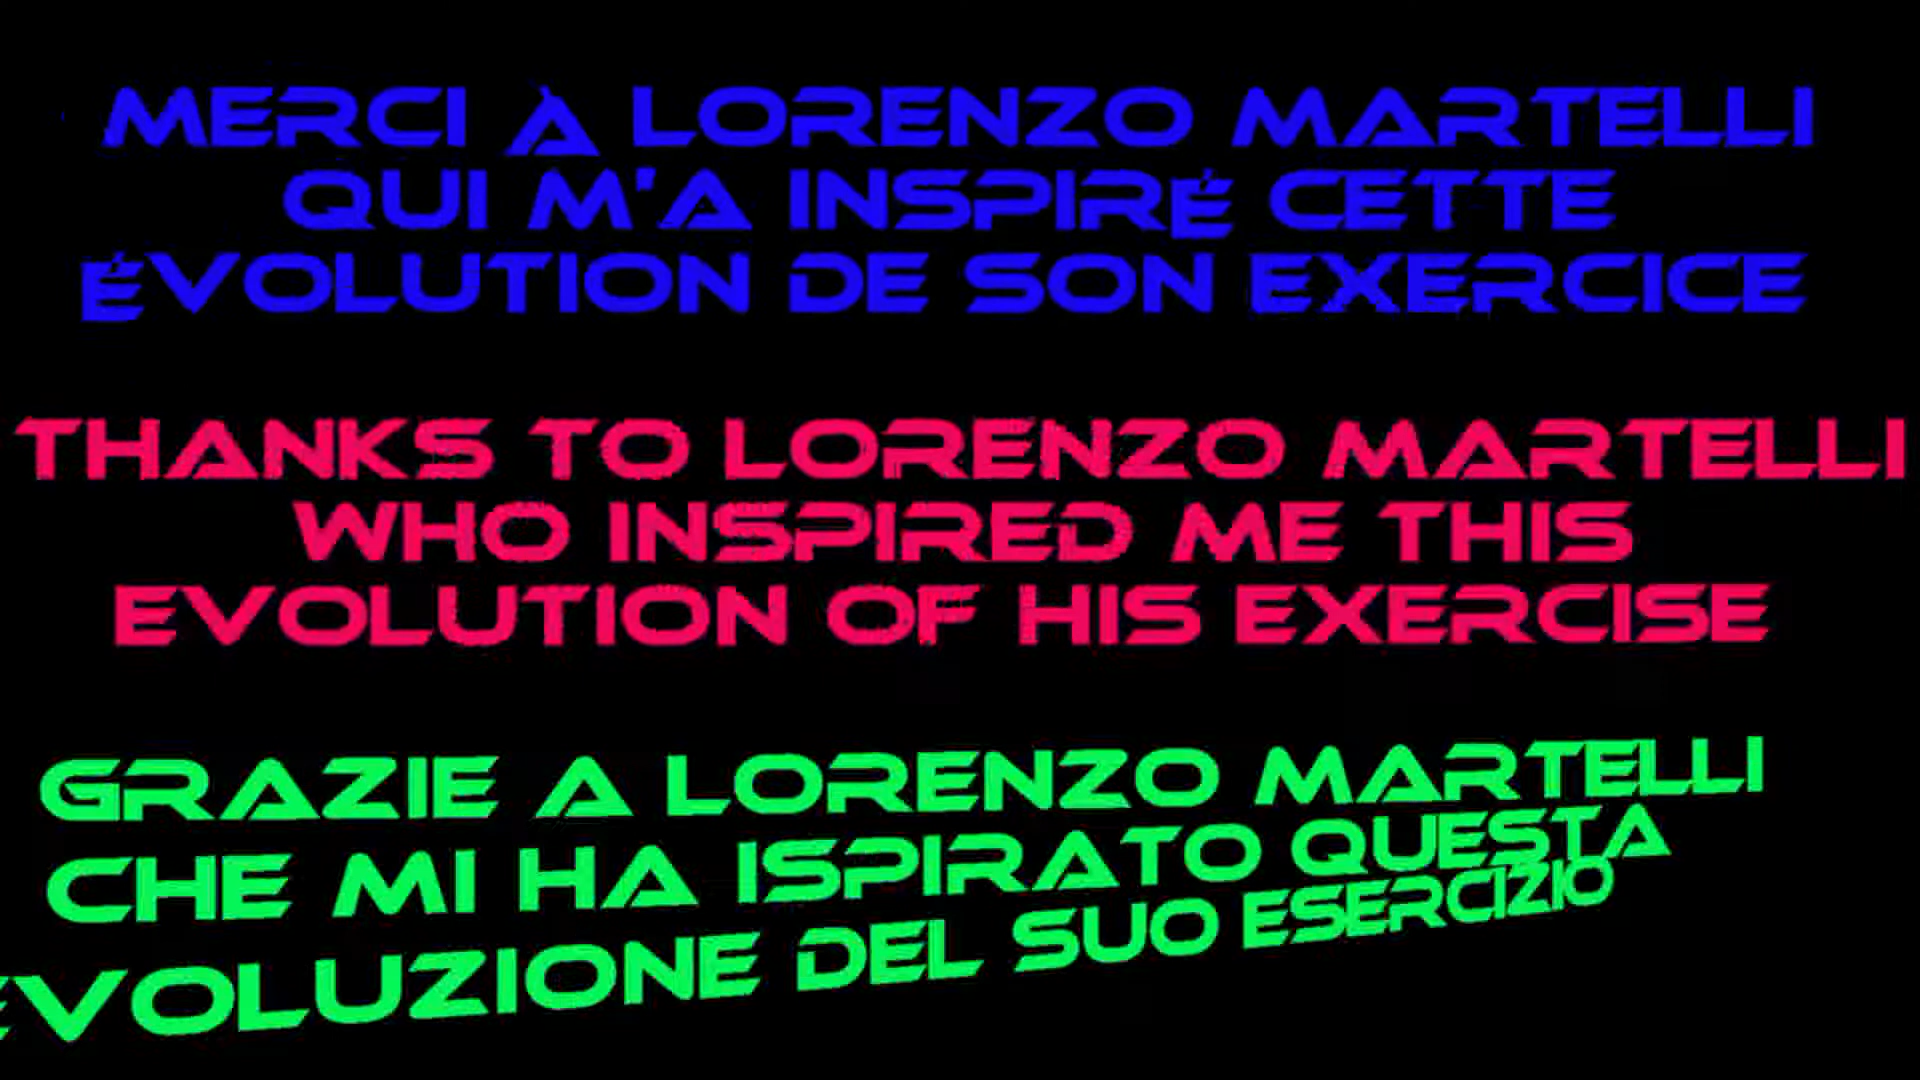 MERCI À LORENZO MARTELLI
QUI M'A INSPIRÉ CETTE
ÉVOLUTION DE SON EXERCICE
THANKS TO LORENZO MARTELLI
WHO INSPIRED ME THIS
EVOLUTION OF HIS EXERCISE
GRAZIE A LORENZO MARTELLI
CHE MI HA ISPIRATO QUESTA
EVOLUZIONE DEL SUO ESERCIZIO